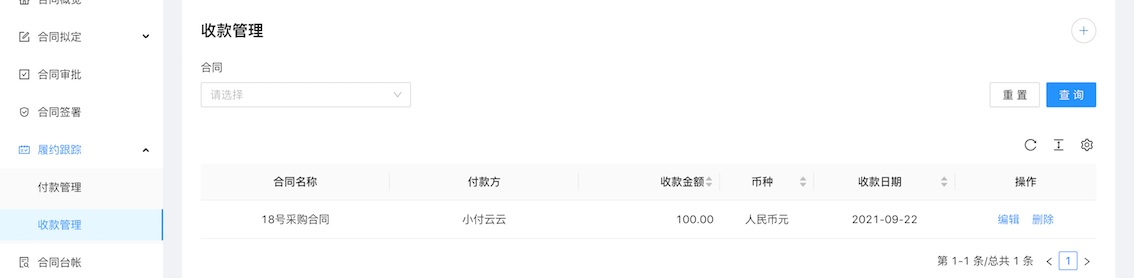 合同概览
合同拟定
合同审批
合同签署
履约跟踪
付款管理
收款管理
合同台帐
收款管理
合同
请选择
重 置 查 询
合同名称 付款方 收款金额 币种 收款日期 操作
18号采购合同 小付云云 100.00 人民币元 2021-09-22 编辑 删除
第 1-1 条/总共 1 条 < 1 >